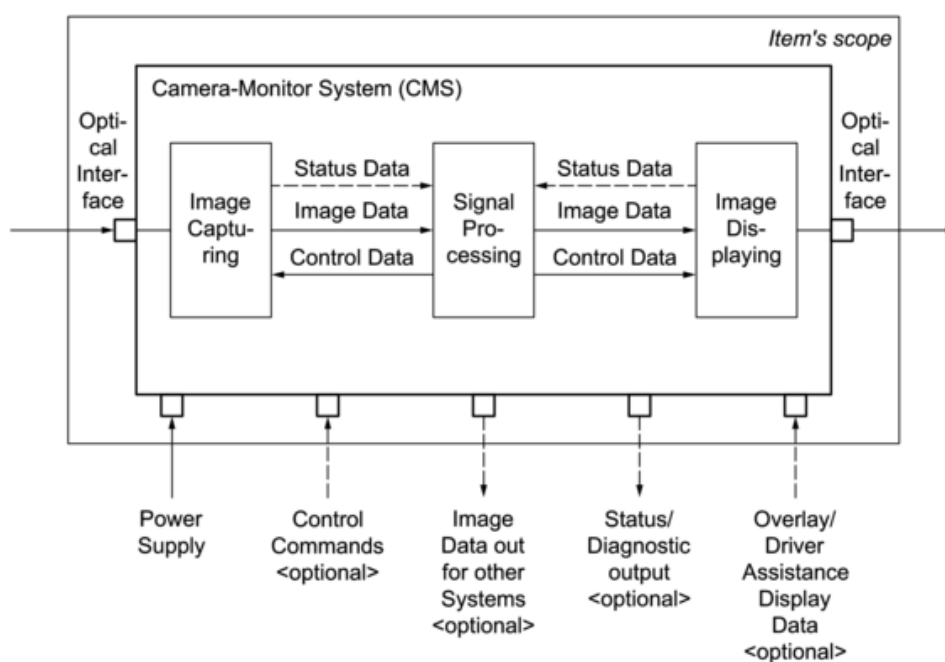 Item's scope
Camera-Monitor System (CMS)
Opti-
cal
Inter-
face
Image
Captu-
ring
Status Data
Image Data
Control Data
Signal
Pro-
cessing
Status Data
Image Data
Control Data
Image
Dis-
playing
Opti-
cal
Inter-
face
Power
Supply
Control
Commands
<optional>
Image
Data out
for other
Systems
<optional>
Status/
Diagnostic
output
<optional>
Overlay/
Driver
Assistance
Display
Data
<optional>